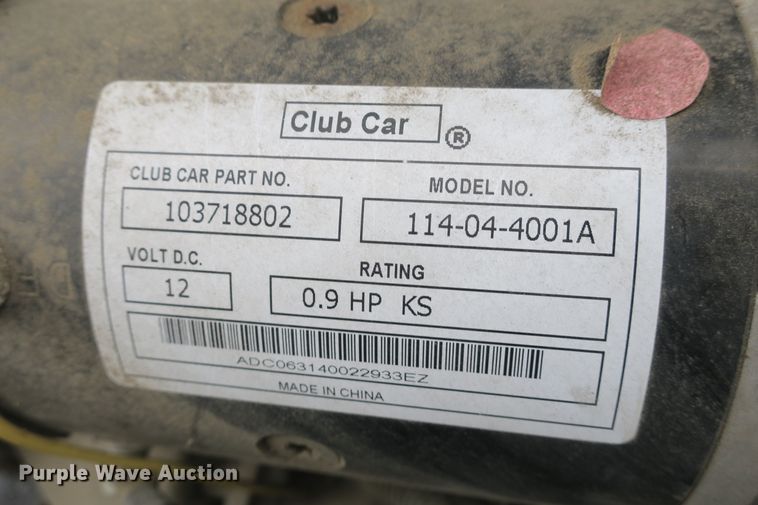 Club Car ®
CLUB CAR PART NO.
103718802
MODEL NO.
114-04-4001A
VOLT D.C.
12
RATING
0.9 HP KS
ADC063140022933EZ
MADE IN CHINA
Purple Wave Auction